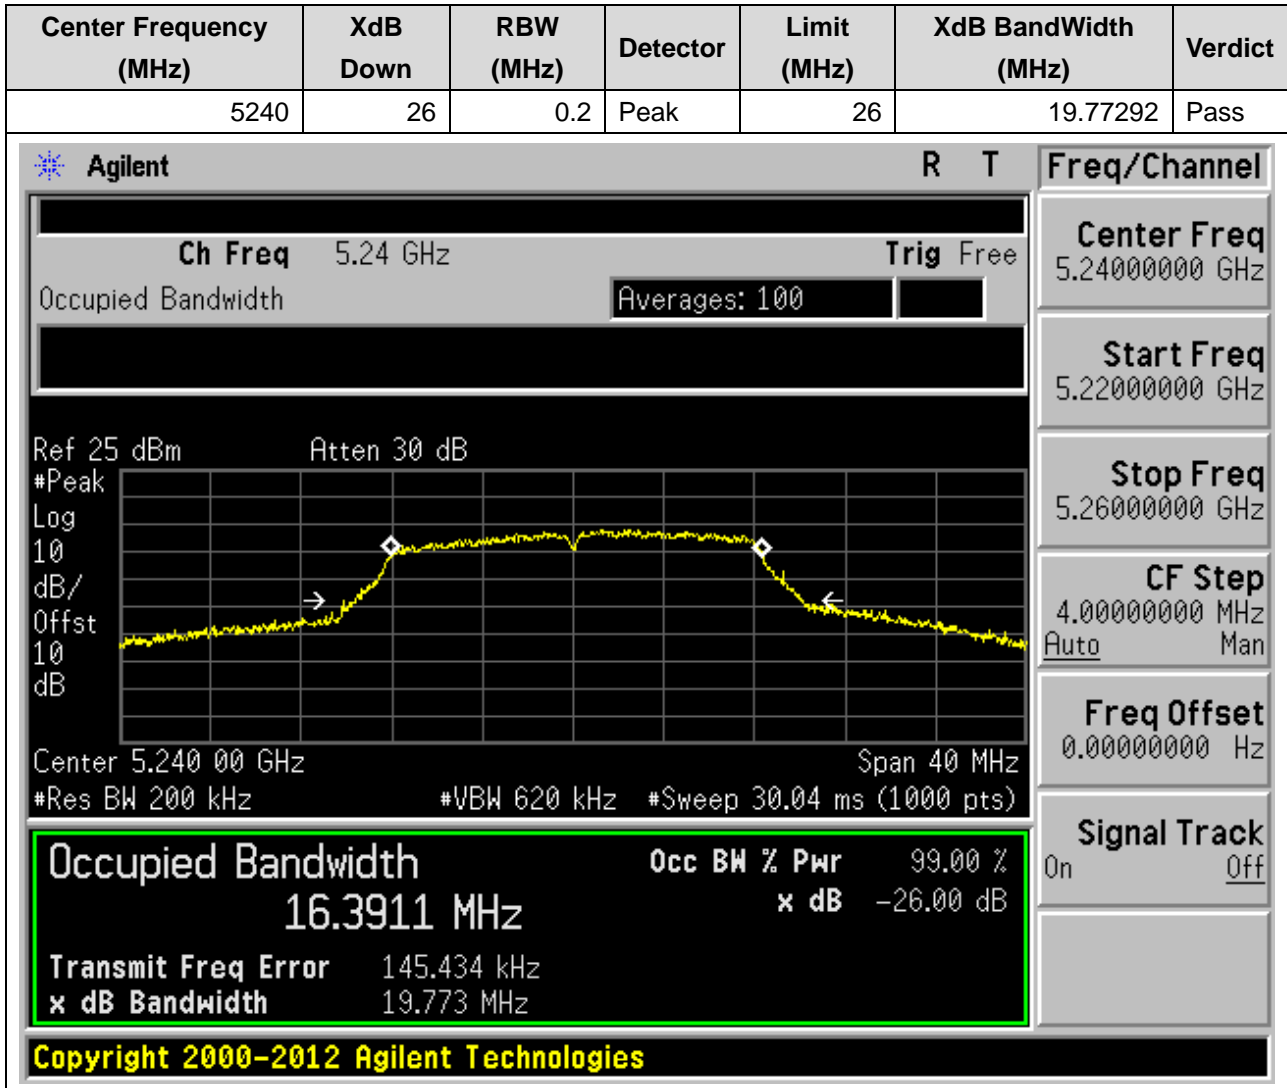 Center Frequency (MHz) XdB Down RBW (MHz) Detector Limit (MHz) XdB BandWidth (MHz) Verdict
5240 26 0.2 Peak 26 19.77292 Pass
Agilent R T
Ch Freq 5.24 GHz Trig Free
Occupied Bandwidth Averages: 100
Ref 25 dBm Atten 30 dB
#Peak
Log
10
dB/
Offst
10
dB
Center 5.240 00 GHz Span 40 MHz
#Res BW 200 kHz #VBW 620 kHz #Sweep 30.04 ms (1000 pts)
Occupied Bandwidth Occ BW % Pwr 99.00 %
16.3911 MHz x dB -26.00 dB
Transmit Freq Error 145.434 kHz
x dB Bandwidth 19.773 MHz
Copyright 2000-2012 Agilent Technologies
Freq/Channel
Center Freq
5.24000000 GHz
Start Freq
5.22000000 GHz
Stop Freq
5.26000000 GHz
CF Step
4.00000000 MHz
Auto Man
Freq Offset
0.00000000 Hz
Signal Track
On Off